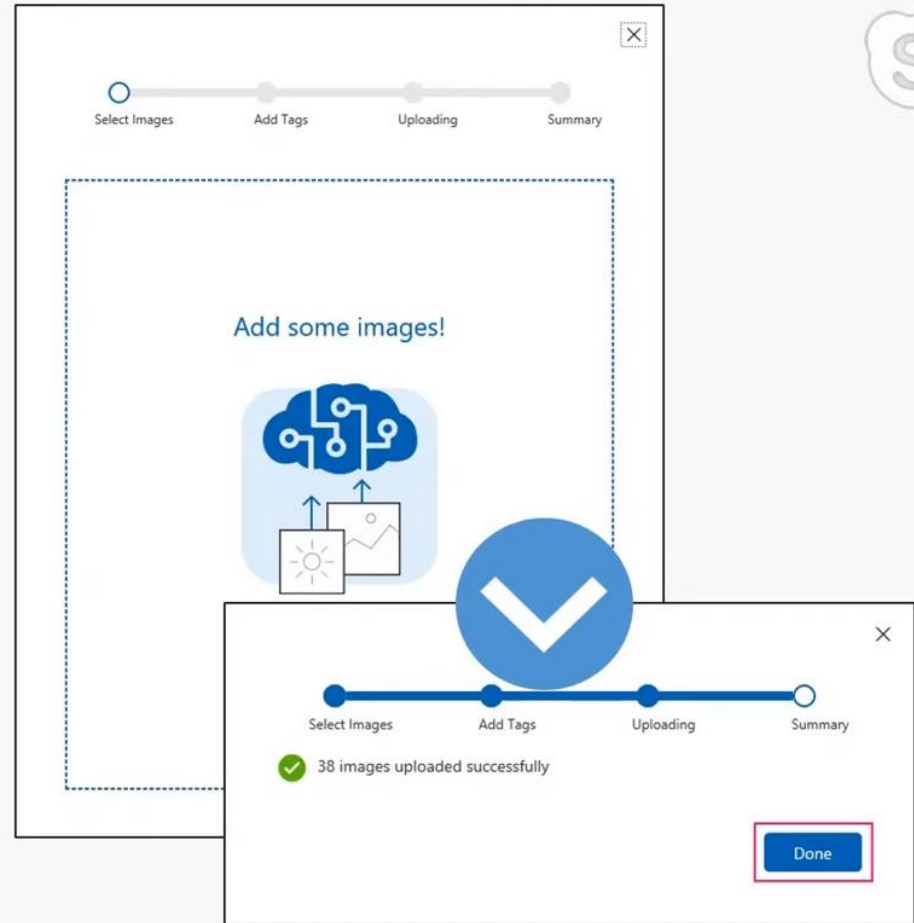 Select Images Add Tags Uploading Summary
Add some images!
Select Images Add Tags Uploading Summary
38 images uploaded successfully
Done